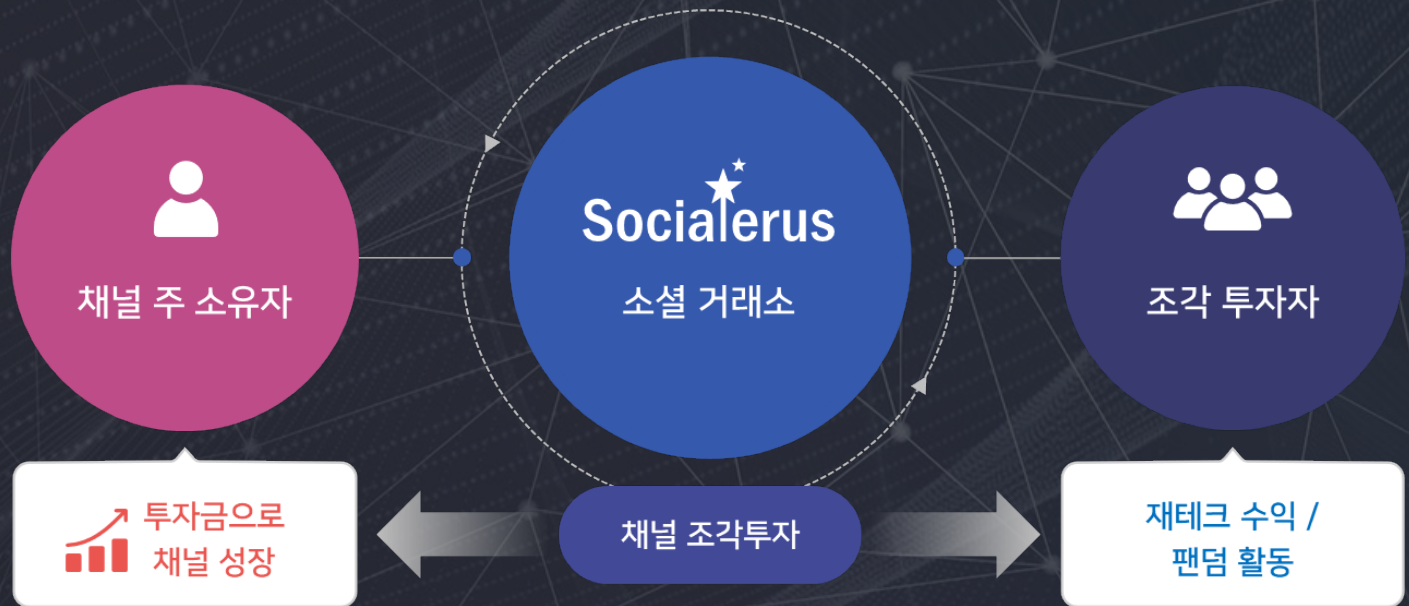 채널 주 소유자
Socialerus
소셜 거래소
조각 투자자
투자금으로
채널 성장
채널 조각투자
재테크 수익 /
팬덤 활동